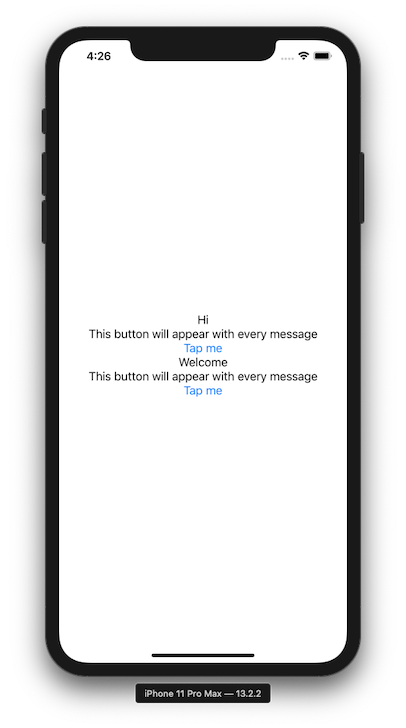 4:26
Hi
This button will appear with every message
Tap me
Welcome
This button will appear with every message
Tap me
iPhone 11 Pro Max — 13.2.2